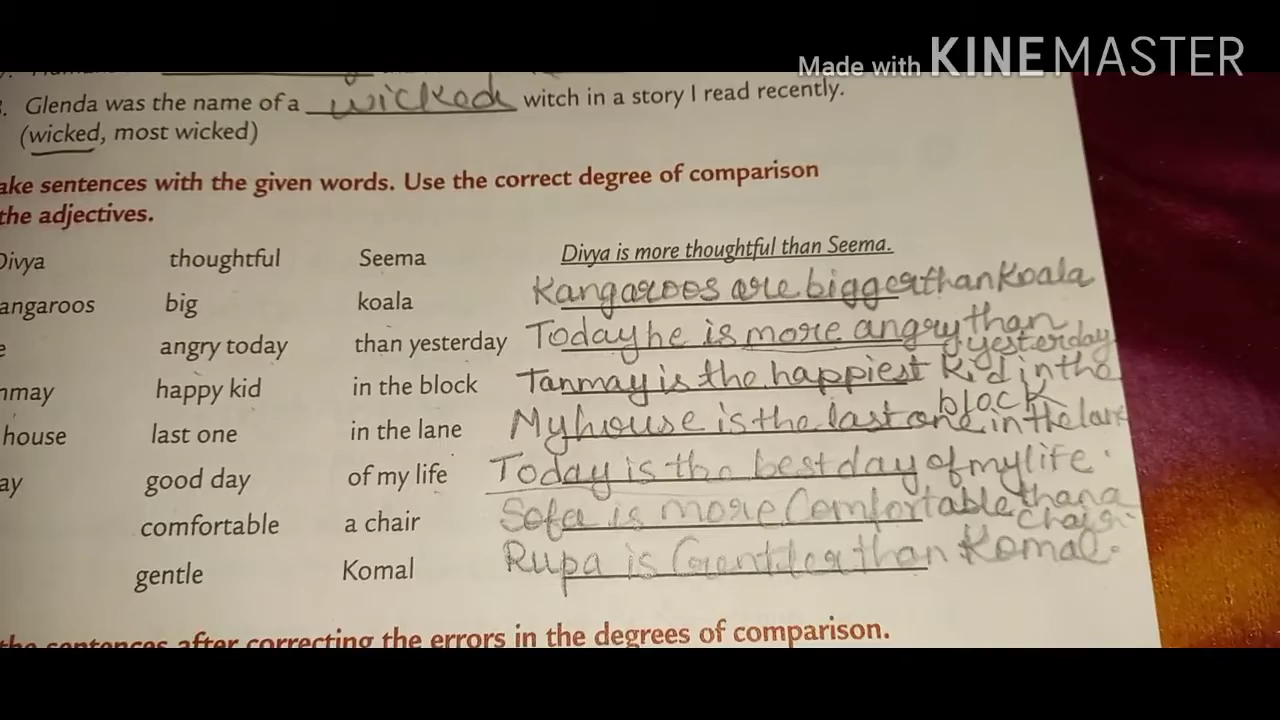 Made with KINEMASTER
Glenda was the name of a wicked witch in a story I read recently.
(wicked, most wicked)
ake sentences with the given words. Use the correct degree of comparison
the adjectives.
Divya thoughtful Seema Divya is more thoughtful than Seema.
angaroos big koala Kangaroos are bigger than Koala
e angry today than yesterday Today he is more angry than yesterday
nmay happy kid in the block Tanmay is the happiest kid in the block
house last one in the lane My house is the last one in the lane
ay good day of my life Today is the best day of my life.
comfortable a chair Sofa is more Comfortable than a chair.
gentle Komal Rupa is Gentler than Komal.
the sentences after correcting the errors in the degrees of comparison.